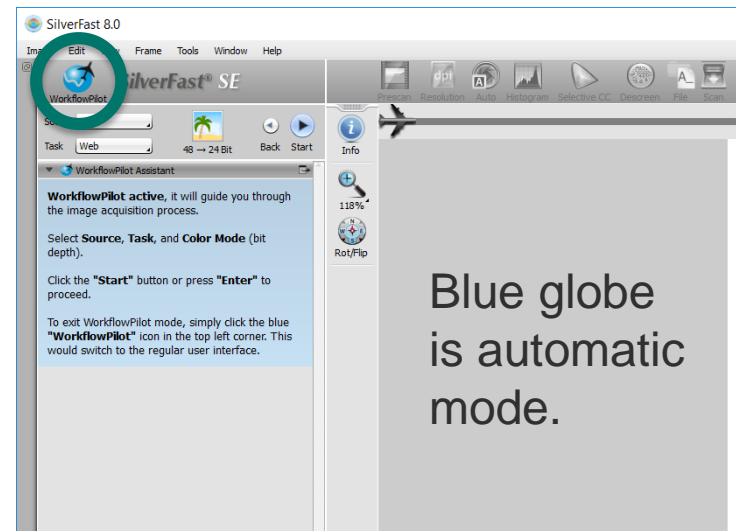 SilverFast 8.0
Edit Frame Tools Window Help
SilverFast® SE
WorkflowPilot
Prescan Resolution Auto Histogram Selective CC Descreen File Scan
dpi
A
A_
Task Web 48 → 24 Bit Back Start
Info
118%
N
Rot/Flip
WorkflowPilot Assistant
WorkflowPilot active, it will guide you through
the image acquisition process.
Select Source, Task, and Color Mode (bit
depth).
Click the "Start" button or press "Enter" to
proceed.
To exit WorkflowPilot mode, simply click the blue
"WorkflowPilot" icon in the top left corner. This
would switch to the regular user interface.
Blue globe
is automatic
mode.